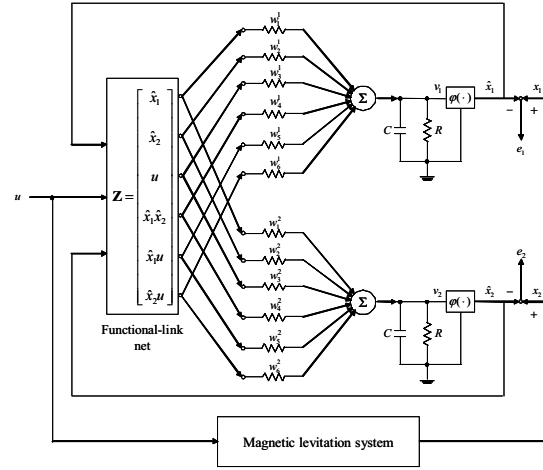 w₁¹
w₂¹
w₃¹
w₄¹
w₅¹
w₆¹
Σ
v₁
φ(·)
x̂₁
x₁
−
+
C
R
e₁
u
Z =
x̂₁
x̂₂
u
x̂₁x̂₂
x̂₁u
x̂₂u
Functional-link
net
w₁²
w₂²
w₃²
w₄²
w₅²
w₆²
Σ
v₂
φ(·)
x̂₂
x₂
−
+
C
R
e₂
Magnetic levitation system